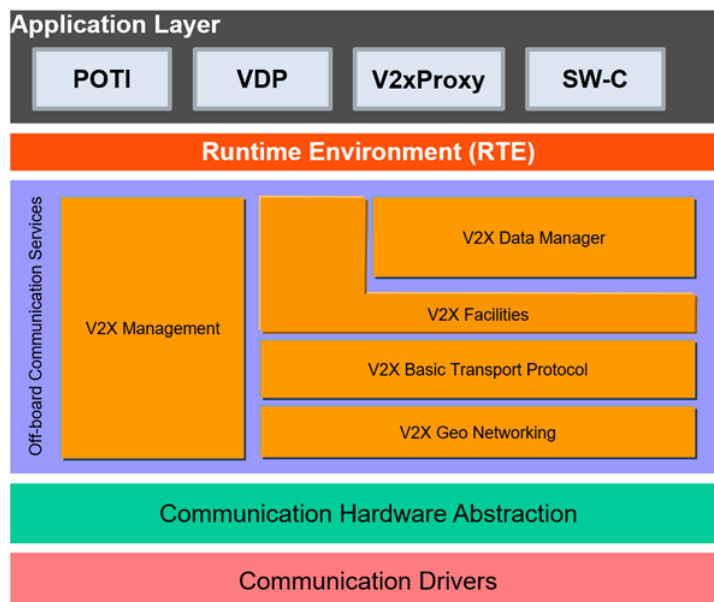 Application Layer
POTI
VDP
V2xProxy
SW-C
Runtime Environment (RTE)
Off-board Communication Services
V2X Management
V2X Data Manager
V2X Facilities
V2X Basic Transport Protocol
V2X Geo Networking
Communication Hardware Abstraction
Communication Drivers